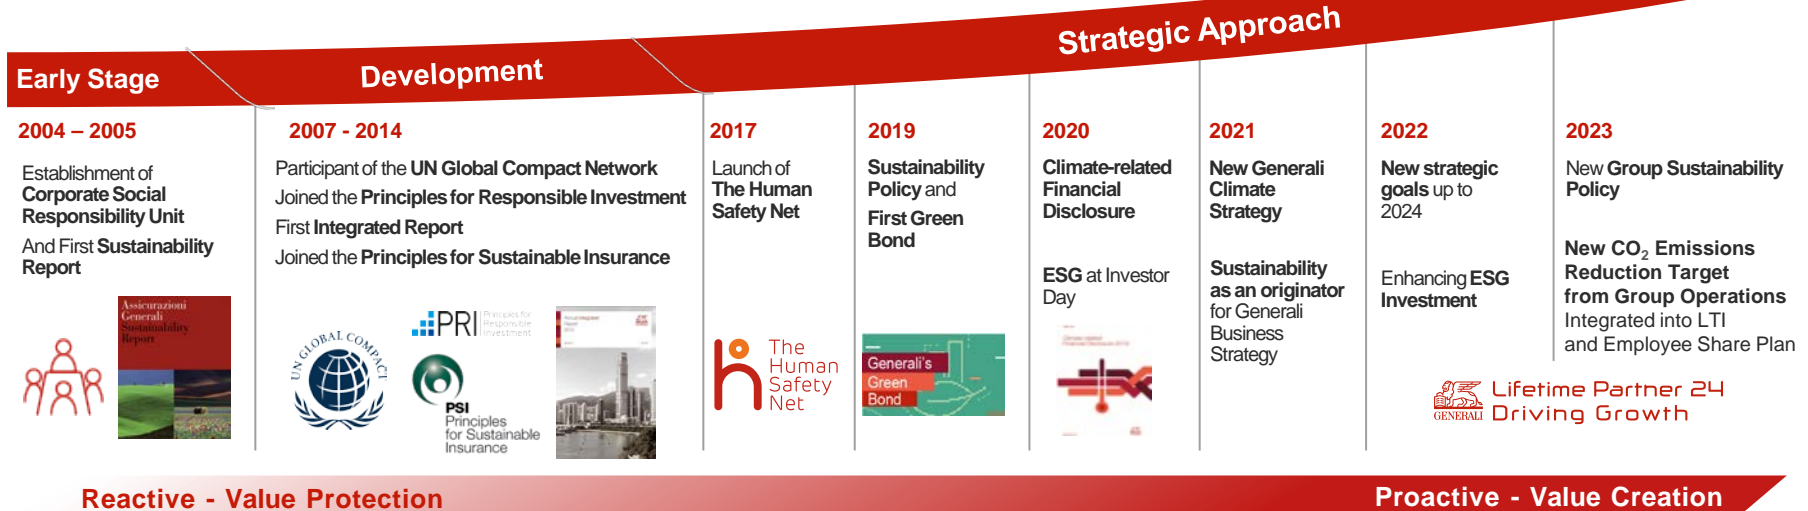 Strategic Approach
Early Stage
Development
2004 – 2005
Establishment of
Corporate Social
Responsibility Unit
And First Sustainability
Report
Assicurazioni
Generali
Sustainability
Report
2007 - 2014
Participant of the UN Global Compact Network
Joined the Principles for Responsible Investment
First Integrated Report
Joined the Principles for Sustainable Insurance
UN GLOBAL COMPACT
PRI
Principles for
Responsible
Investment
PSI
Principles
for Sustainable
Insurance
2017
Launch of
The Human
Safety Net
The
Human
Safety
Net
2019
Sustainability
Policy and
First Green
Bond
Generali's
Green
Bond
2020
Climate-related
Financial
Disclosure
ESG at Investor
Day
2021
New Generali
Climate
Strategy
Sustainability
as an originator
for Generali
Business
Strategy
2022
New strategic
goals up to
2024
Enhancing ESG
Investment
2023
New Group Sustainability
Policy
New CO₂ Emissions
Reduction Target
from Group Operations
Integrated into LTI
and Employee Share Plan
GENERALI
Lifetime Partner 24
Driving Growth
Reactive - Value Protection
Proactive - Value Creation